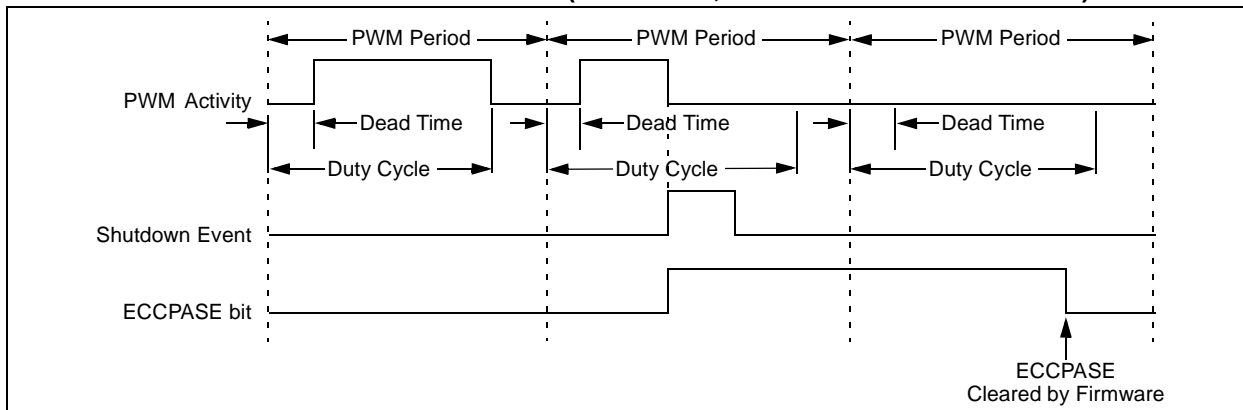 PWM Period PWM Period PWM Period
PWM Activity
Dead Time Dead Time Dead Time
Duty Cycle Duty Cycle Duty Cycle
Shutdown Event
ECCPASE bit
ECCPASE
Cleared by Firmware